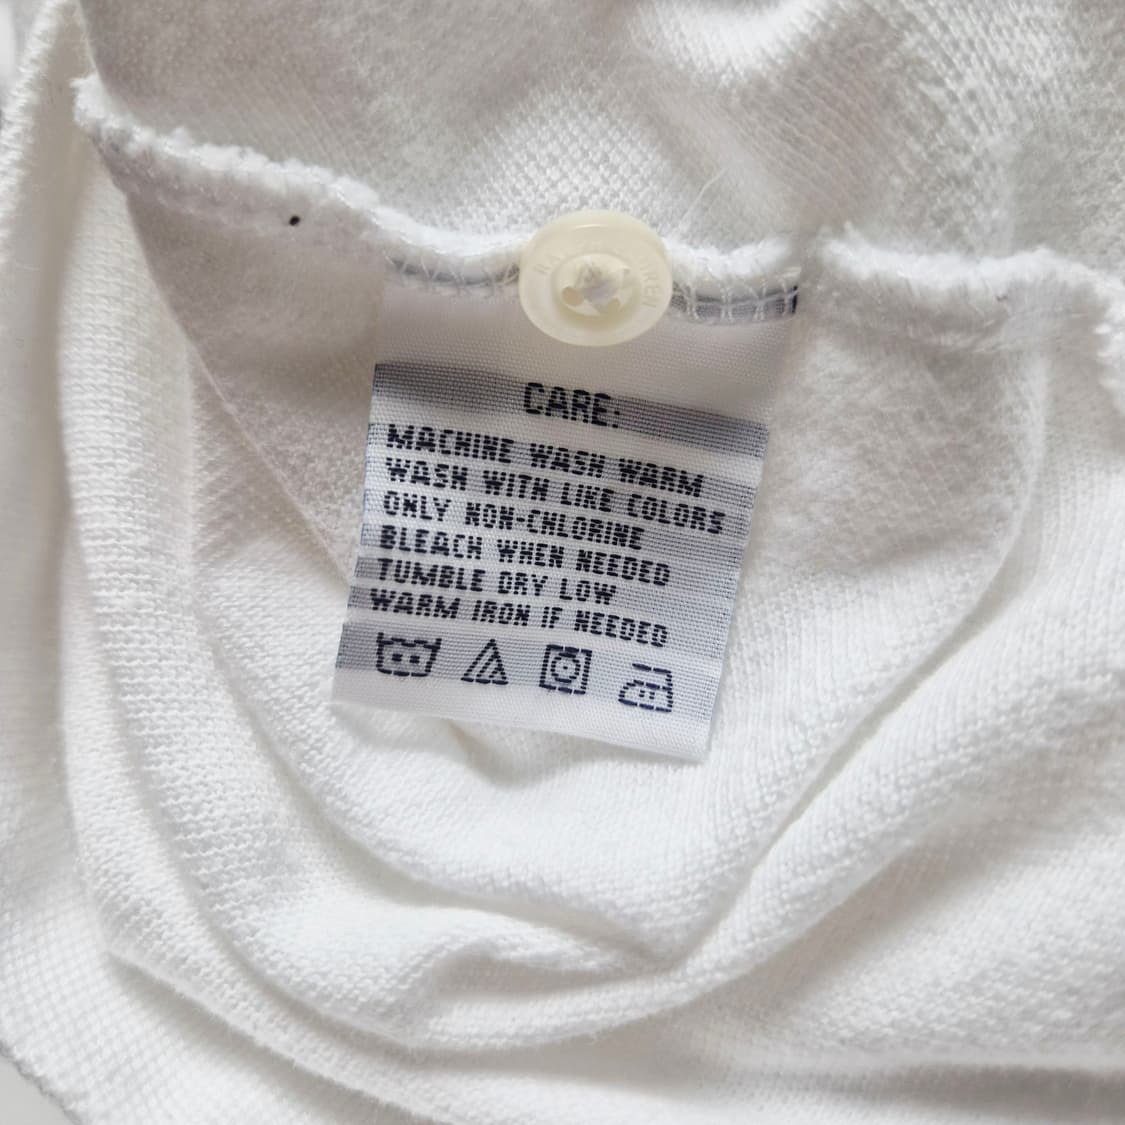 CARE:
MACHINE WASH WARM
WASH WITH LIKE COLORS
ONLY NON-CHLORINE
BLEACH WHEN NEEDED
TUMBLE DRY LOW
WARM IRON IF NEEDED